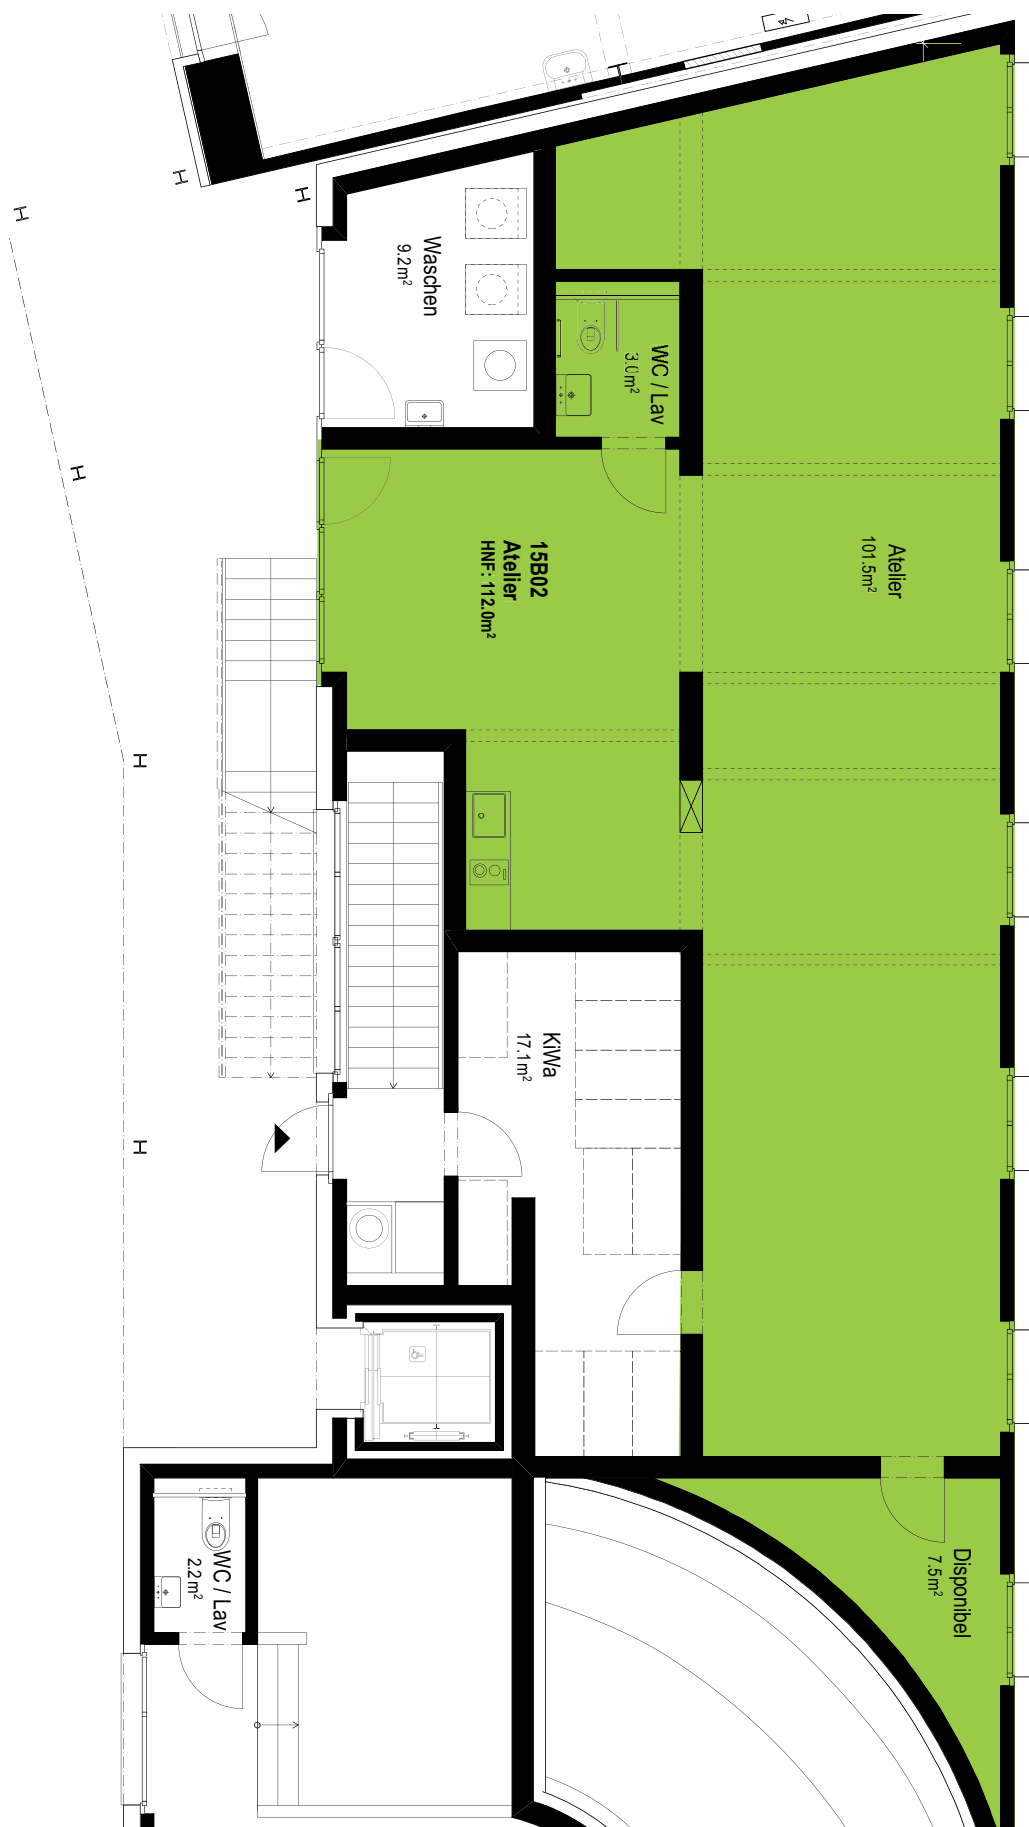 Waschen
9.2m²
WC / Lav
3.0m²
15B02
Atelier
HNF: 112.0m²
Atelier
101.5m²
KiWa
17.1m²
WC / Lav
2.2m²
Disponibel
7.5m²